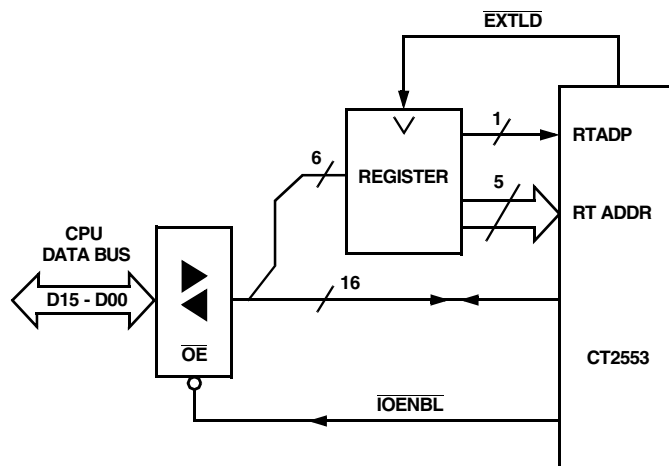 EXTLD
1
RTADP
6
REGISTER
5
RT ADDR
CPU
DATA BUS
D15 - D00
16
OE
CT2553
IOENBL